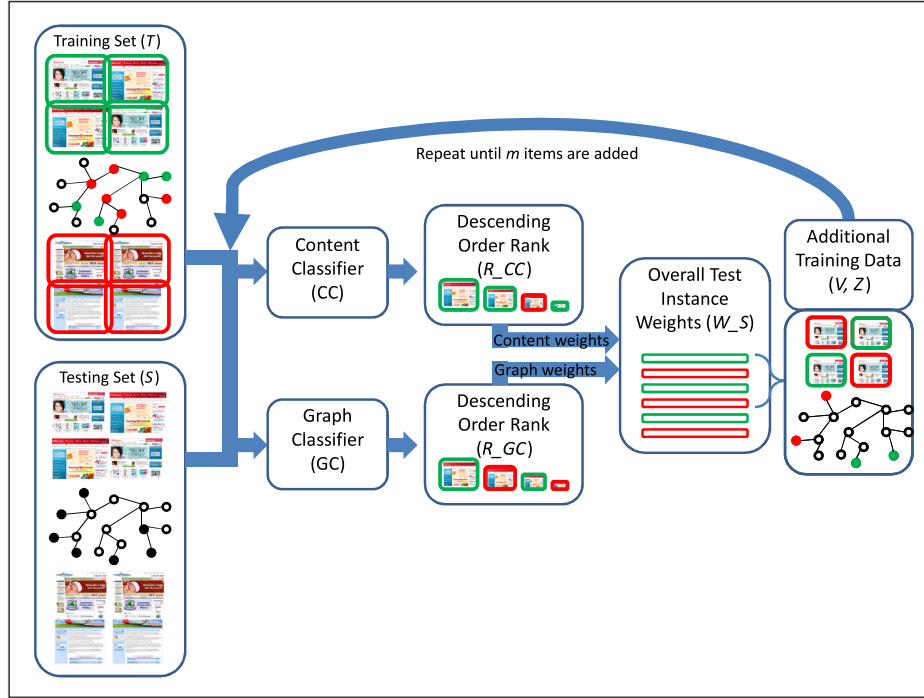 Training Set (T)
Repeat until m items are added
Content
Classifier
(CC)
Descending
Order Rank
(R_CC)
Overall Test
Instance
Weights (W_S)
Additional
Training Data
(V, Z)
Content weights
Graph weights
Testing Set (S)
Graph
Classifier
(GC)
Descending
Order Rank
(R_GC)